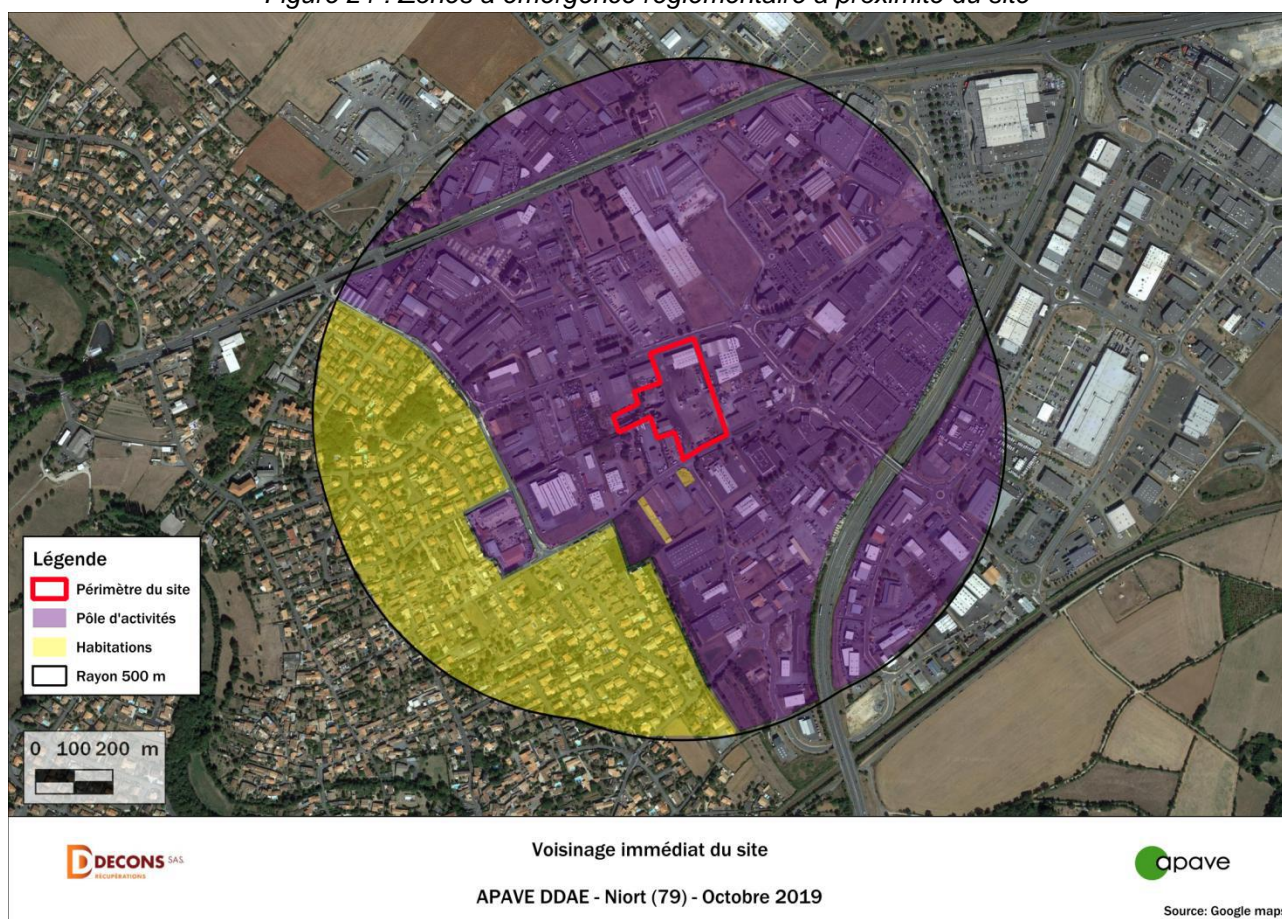 Figure 24 : Zones à émergence réglementaire à proximité du site
Légende
Périmètre du site
Pôle d'activités
Habitations
Rayon 500 m
0 100 200 m
DECONS SAS
RÉCUPÉRATIONS
Voisinage immédiat du site
APAVE DDAE - Niort (79) - Octobre 2019
apave
Source: Google maps